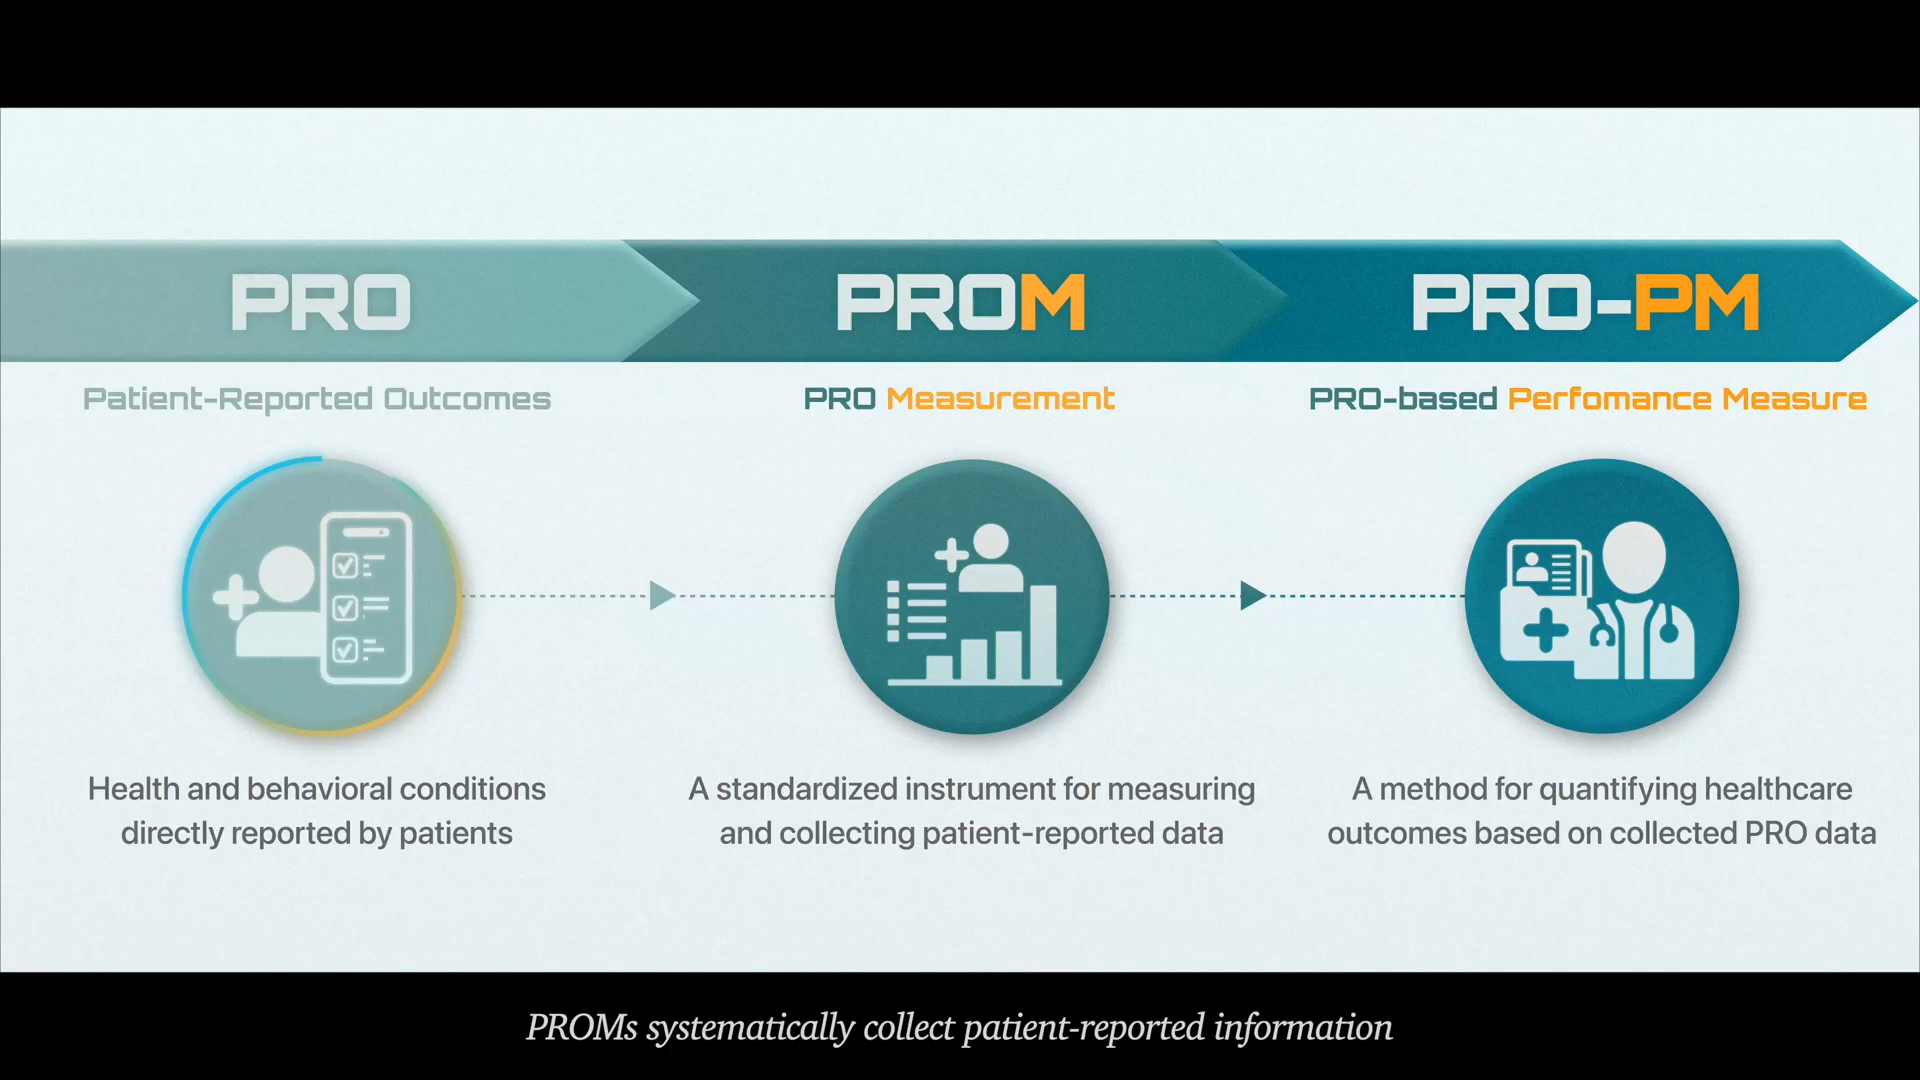 PRO
PROM
PRO-PM
Patient-Reported Outcomes
PRO Measurement
PRO-based Perfomance Measure
Health and behavioral conditions
directly reported by patients
A standardized instrument for measuring
and collecting patient-reported data
A method for quantifying healthcare
outcomes based on collected PRO data
PROMs systematically collect patient-reported information